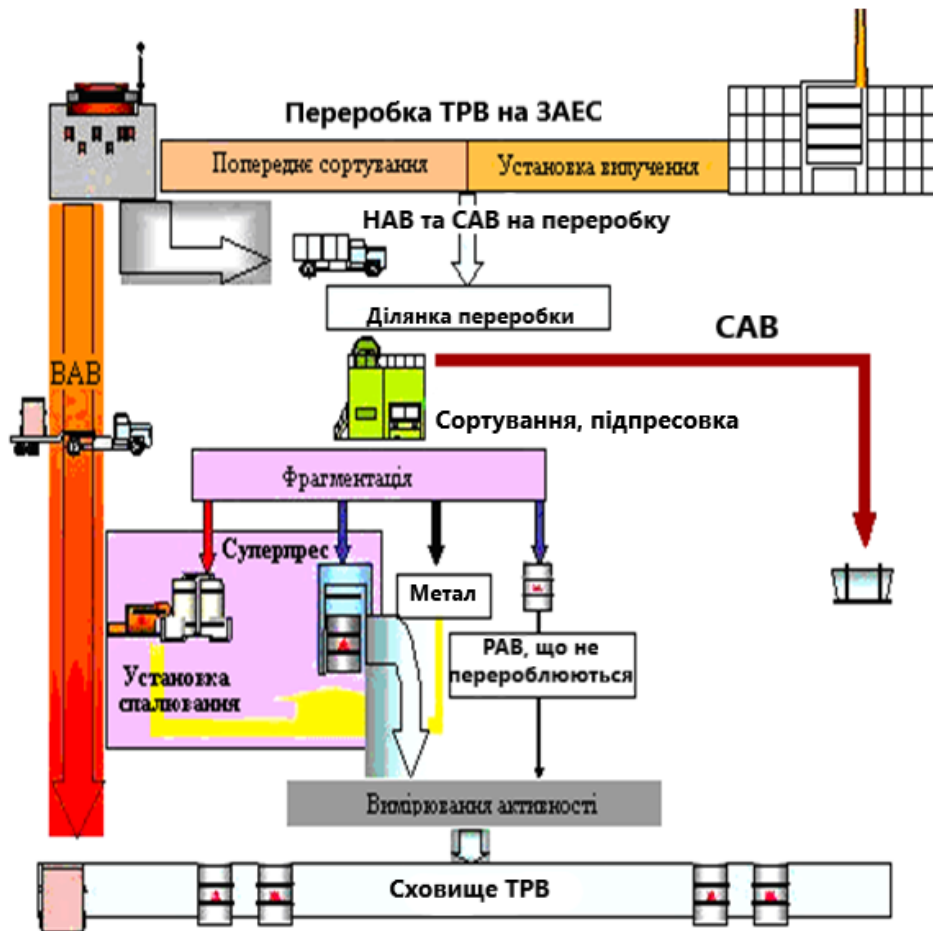 Переробка ТРВ на ЗАЕС
Попереднє сортування
Установка вилучення
НАВ та САВ на переробку
Ділянка переробки
САВ
ВАВ
Сортування, підпресовка
Фрагментація
Суперпрес
Метал
РАВ, що не
перероблюються
Установка
спалювання
Вимірювання активності
Сховище ТРВ